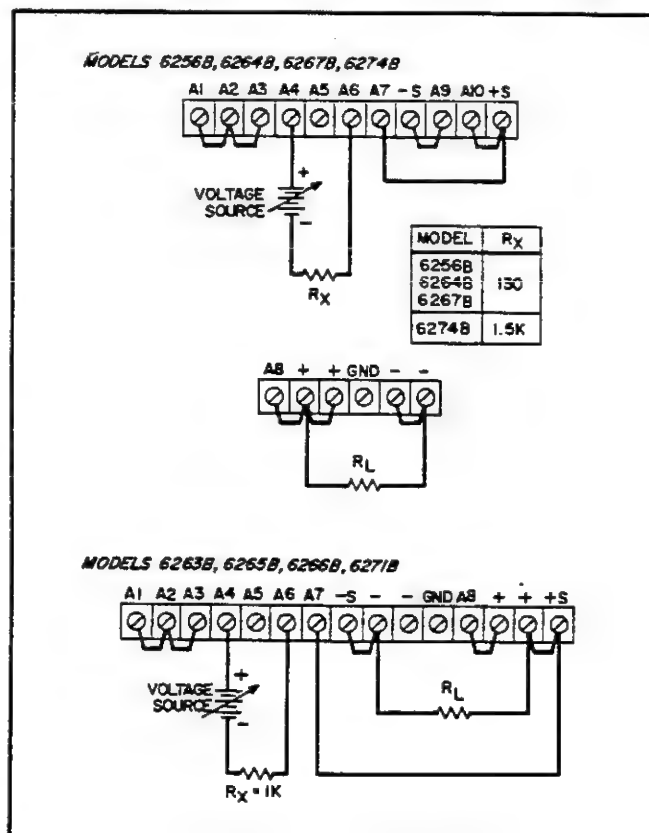 MODELS 6256B, 6264B, 6267B, 6274B
A1 A2 A3 A4 A5 A6 A7 -S A9 A10 +S
+
VOLTAGE
SOURCE
-
RX
MODEL RX
6256B
6264B 130
6267B
6274B 1.5K
A8 + + GND - -
RL
MODELS 6263B, 6265B, 6266B, 6271B
A1 A2 A3 A4 A5 A6 A7 -S - - GND A8 + + +S
+
VOLTAGE
SOURCE
-
RL
RX = 1K